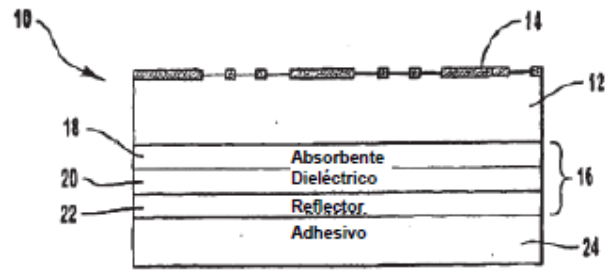 10
14
12
18
Absorbente
20
Dieléctrico
16
22
Reflector
Adhesivo
24